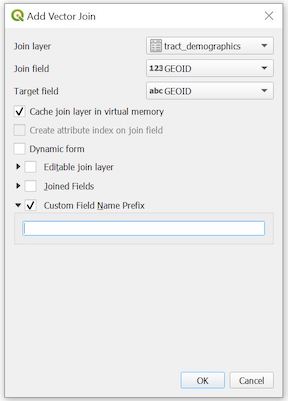 Add Vector Join
Join layer tract_demographics
Join field 123 GEOID
Target field abc GEOID
Cache join layer in virtual memory
Create attribute index on join field
Dynamic form
Editable join layer
Joined Fields
Custom Field Name Prefix
OK Cancel